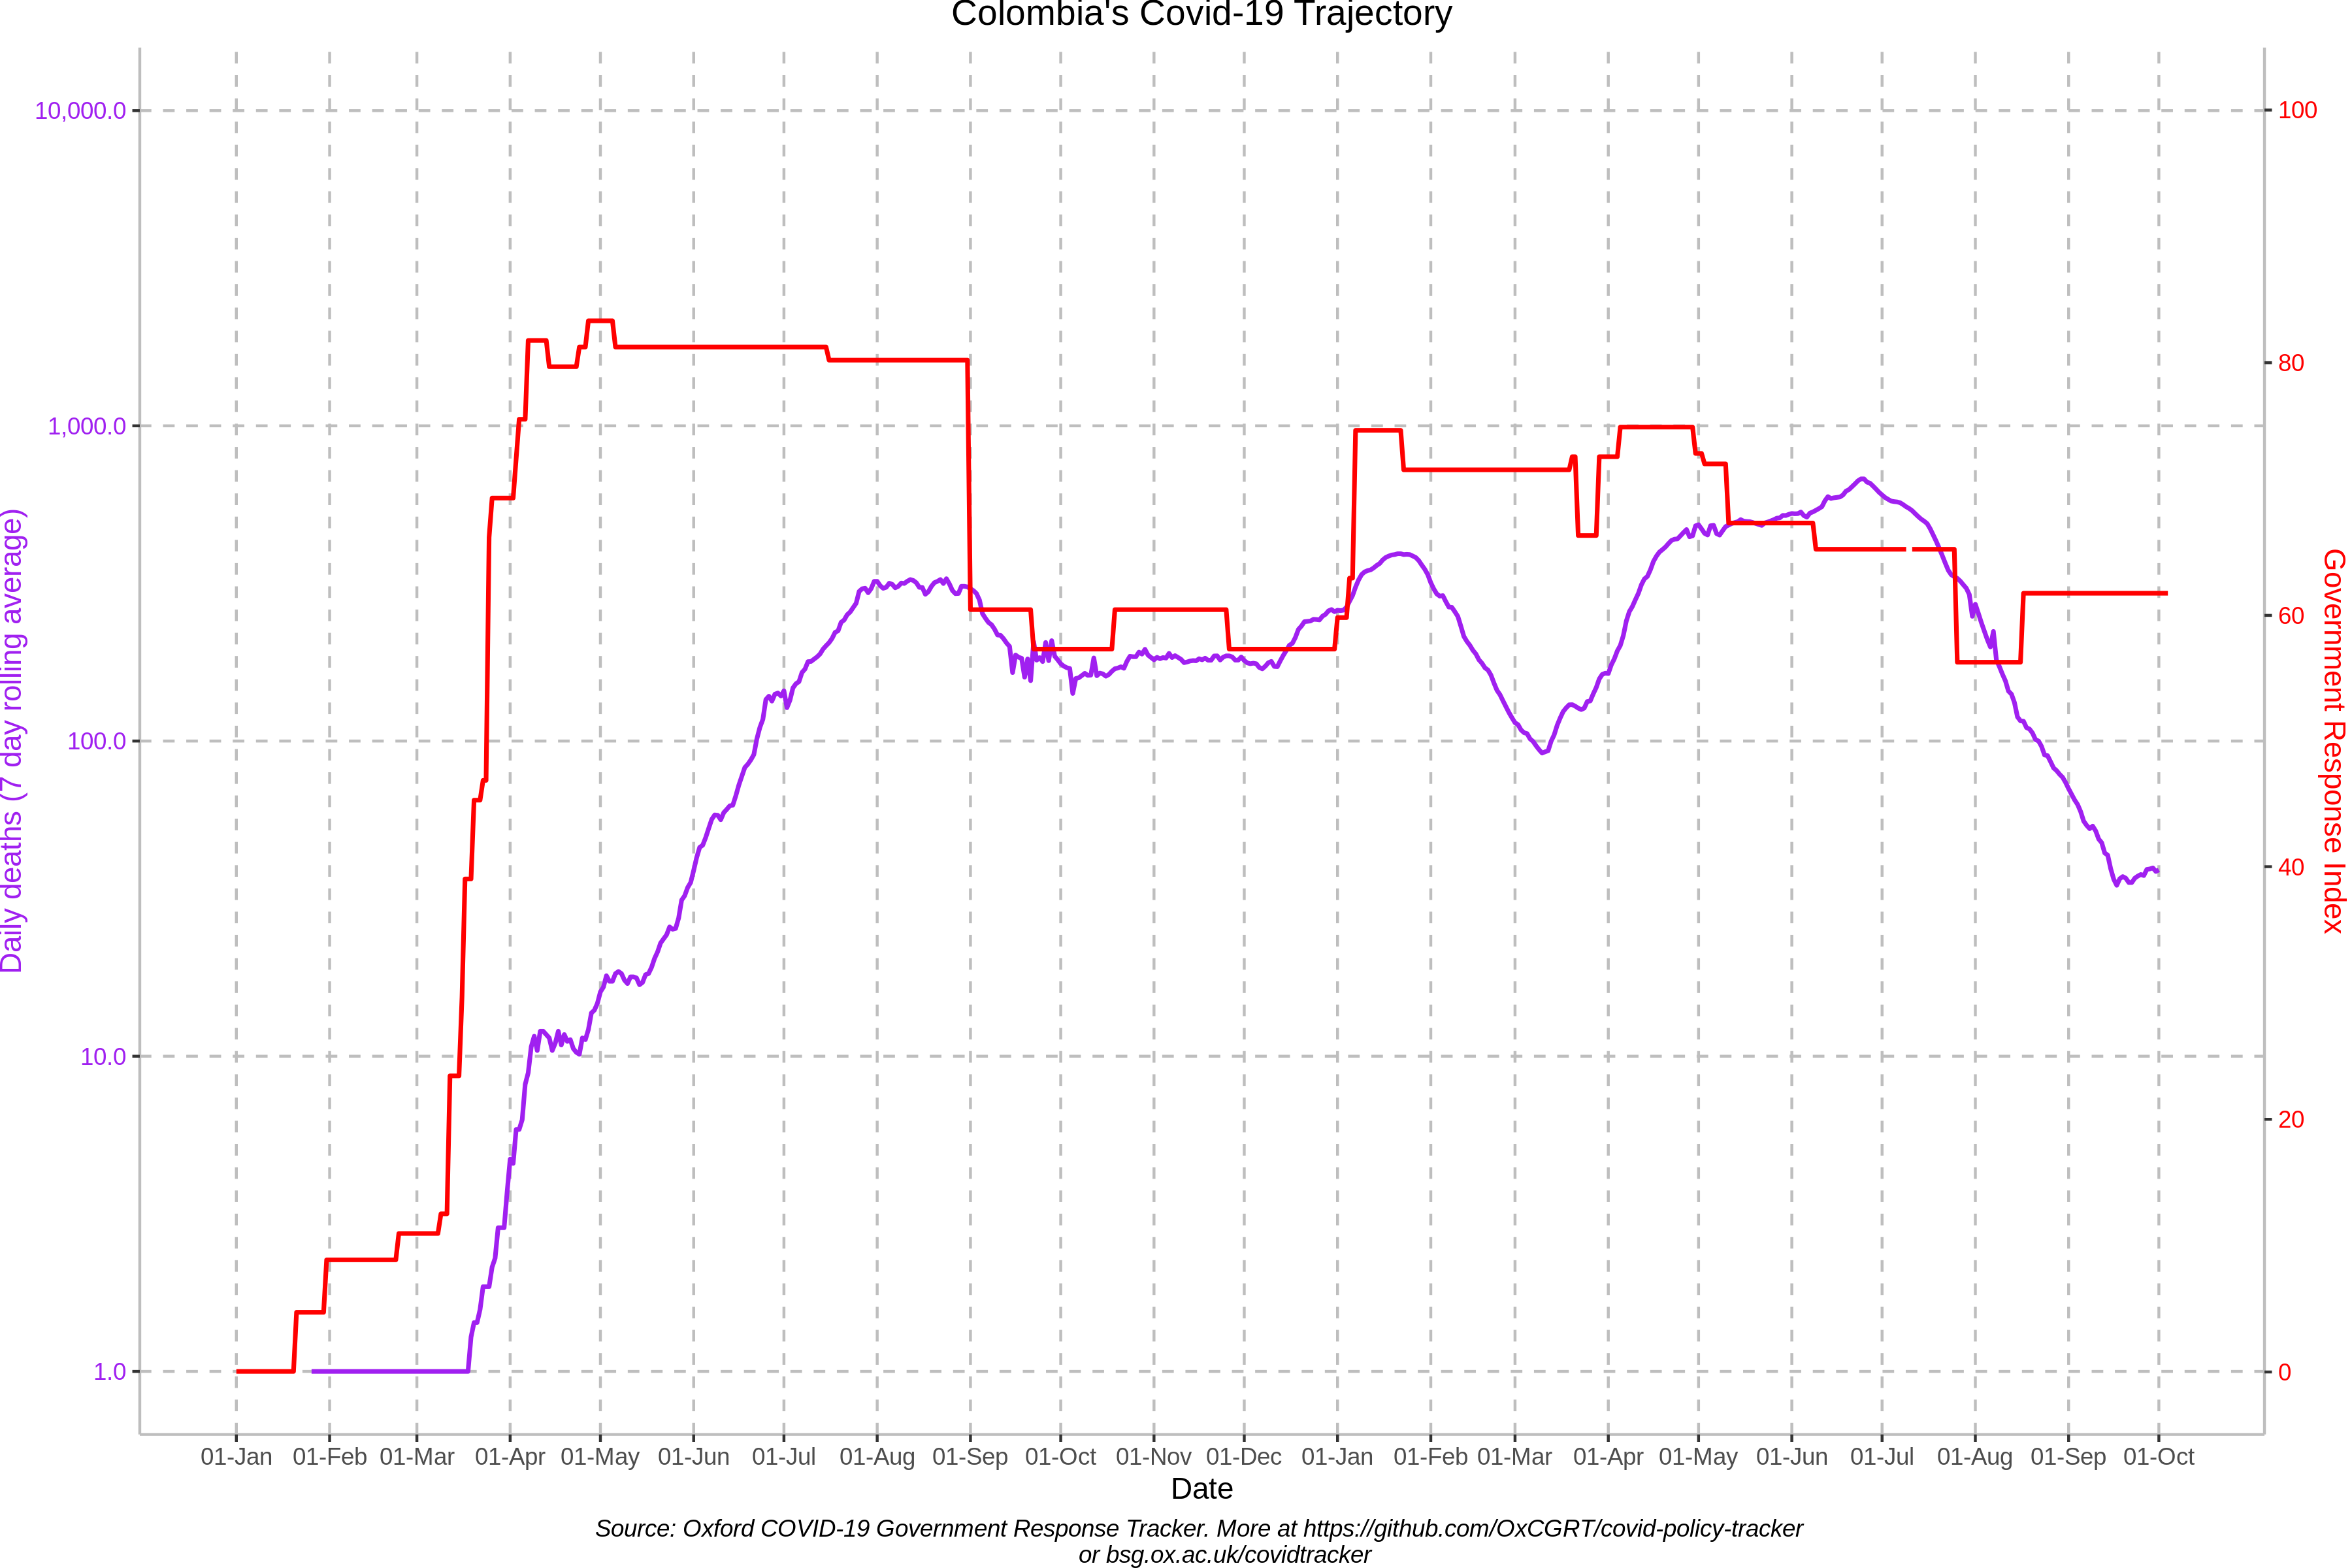 Colombia's Covid-19 Trajectory
Daily deaths (7 day rolling average)
10,000.0
1,000.0
100.0
10.0
1.0
100
80
60
40
20
0
Government Response Index
01-Jan 01-Feb 01-Mar 01-Apr 01-May 01-Jun 01-Jul 01-Aug 01-Sep 01-Oct 01-Nov 01-Dec 01-Jan 01-Feb 01-Mar 01-Apr 01-May 01-Jun 01-Jul 01-Aug 01-Sep 01-Oct
Date
Source: Oxford COVID-19 Government Response Tracker. More at https://github.com/OxCGRT/covid-policy-tracker
or bsg.ox.ac.uk/covidtracker